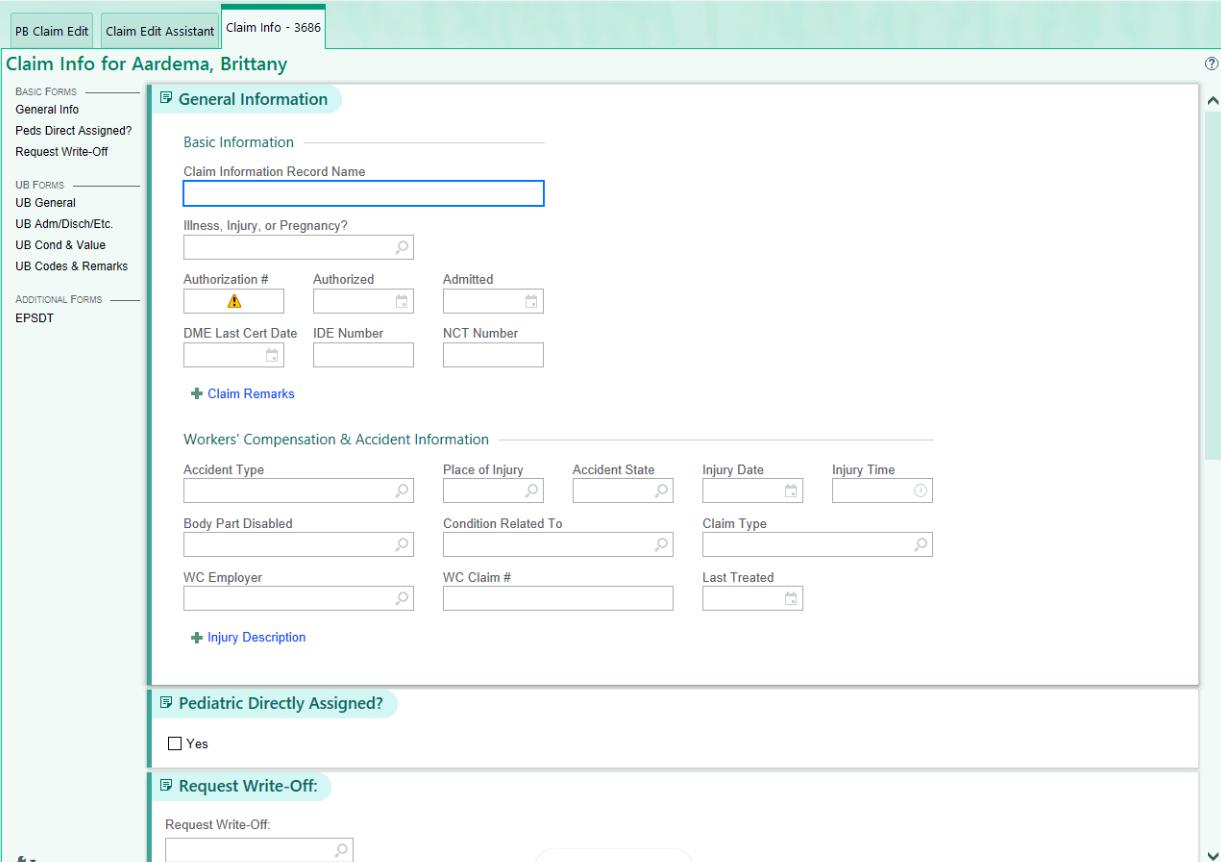 PB Claim Edit
Claim Edit Assistant
Claim Info - 3686
Claim Info for Aardema, Brittany
BASIC FORMS
General Info
Peds Direct Assigned?
Request Write-Off
UB FORMS
UB General
UB Adm/Disch/Etc.
UB Cond & Value
UB Codes & Remarks
ADDITIONAL FORMS
EPSDT
General Information
Basic Information
Claim Information Record Name
Illness, Injury, or Pregnancy?
Authorization # Authorized Admitted
DME Last Cert Date IDE Number NCT Number
Claim Remarks
Workers' Compensation & Accident Information
Accident Type Place of Injury Accident State Injury Date Injury Time
Body Part Disabled Condition Related To Claim Type
WC Employer WC Claim # Last Treated
Injury Description
Pediatric Directly Assigned?
Yes
Request Write-Off:
Request Write-Off: